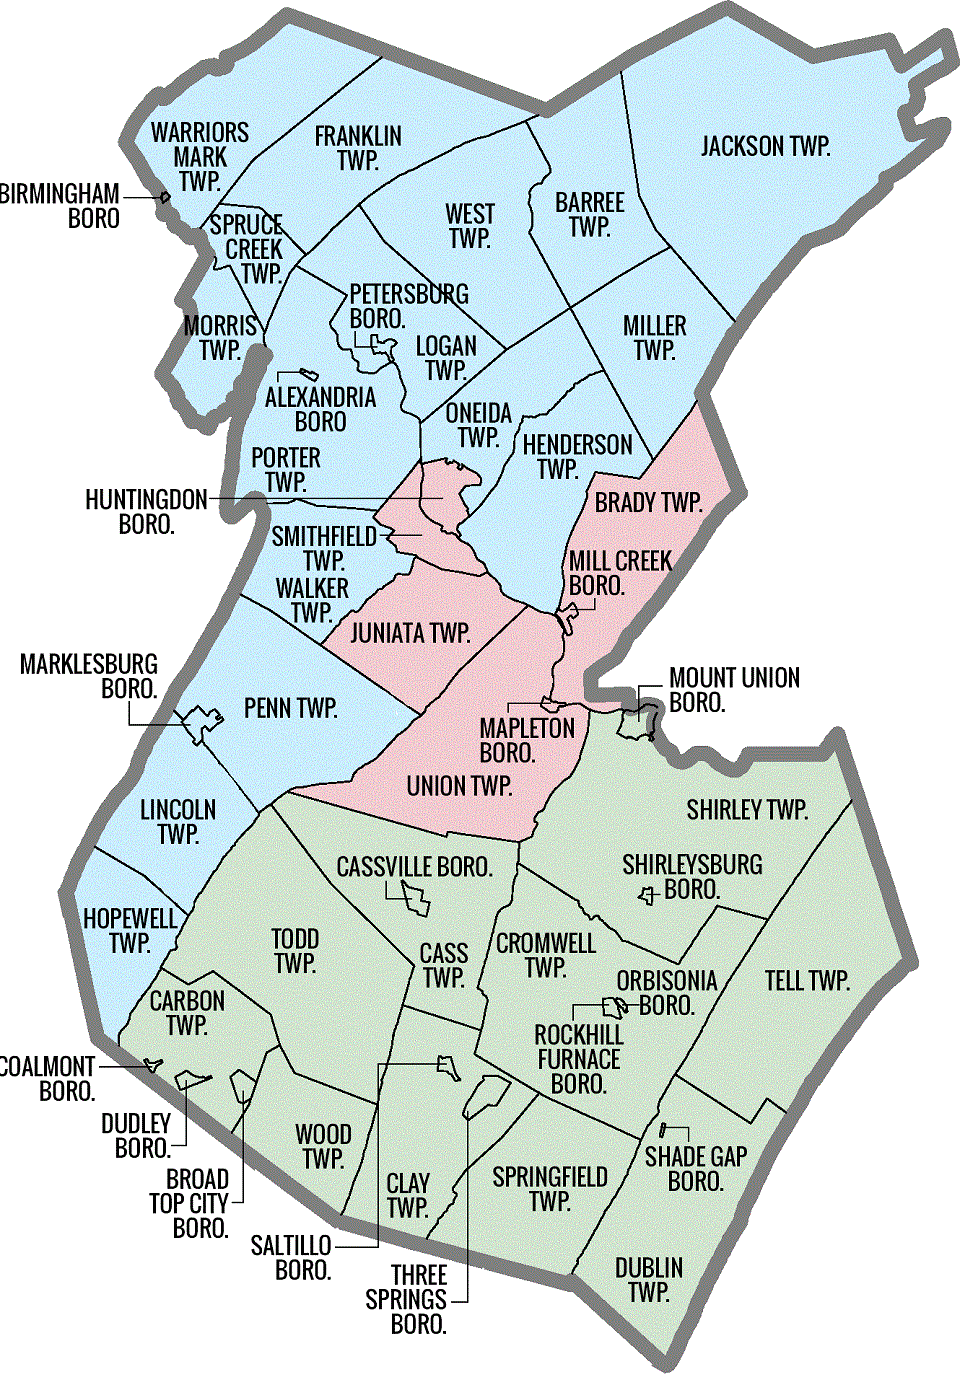 WARRIORS
MARK
TWP.
FRANKLIN
TWP.
JACKSON TWP.
BIRMINGHAM
BORO
SPRUCE
CREEK
TWP.
WEST
TWP.
BARREE
TWP.
MORRIS
TWP.
PETERSBURG
BORO.
LOGAN
TWP.
MILLER
TWP.
ALEXANDRIA
BORO
ONEIDA
TWP.
HENDERSON
TWP.
PORTER
TWP.
HUNTINGDON
BORO.
BRADY TWP.
SMITHFIELD
TWP.
MILL CREEK
BORO.
WALKER
TWP.
JUNIATA TWP.
MARKLESBURG
BORO.
MOUNT UNION
BORO.
PENN TWP.
MAPLETON
BORO.
UNION TWP.
LINCOLN
TWP.
SHIRLEY TWP.
CASSVILLE BORO.
SHIRLEYSBURG
BORO.
HOPEWELL
TWP.
TODD
TWP.
CASS
TWP.
CROMWELL
TWP.
ORBISONIA
BORO.
TELL TWP.
CARBON
TWP.
ROCKHILL
FURNACE
BORO.
COALMONT
BORO.
DUDLEY
BORO.
WOOD
TWP.
SHADE GAP
BORO.
BROAD
TOP CITY
BORO.
CLAY
TWP.
SPRINGFIELD
TWP.
SALTILLO
BORO.
THREE
SPRINGS
BORO.
DUBLIN
TWP.